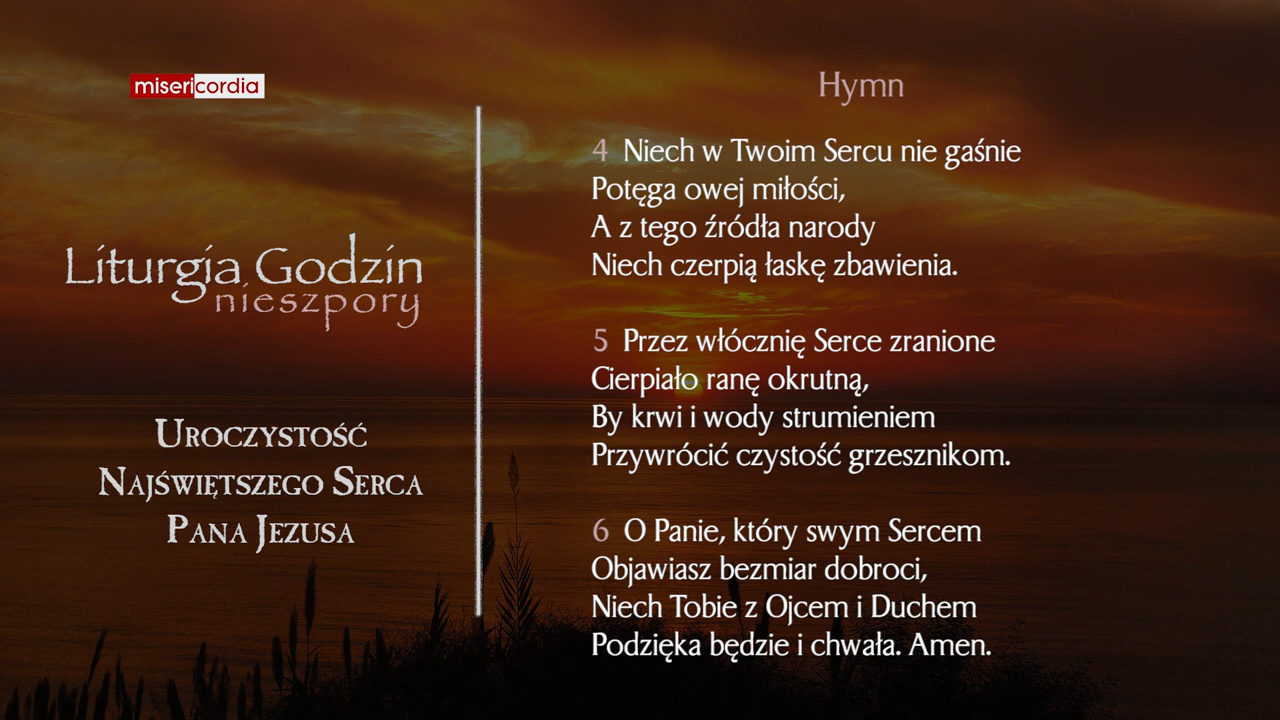 misericordia
Liturgia Godzin
nieszpory
Uroczystość
Najświętszego Serca
Pana Jezusa
Hymn
4 Niech w Twoim Sercu nie gaśnie
Potęga owej miłości,
A z tego źródła narody
Niech czerpią łaskę zbawienia.
5 Przez włócznię Serce zranione
Cierpiało ranę okrutną,
By krwi i wody strumieniem
Przywrócić czystość grzesznikom.
6 O Panie, który swym Sercem
Objawiasz bezmiar dobroci,
Niech Tobie z Ojcem i Duchem
Podzięka będzie i chwała. Amen.